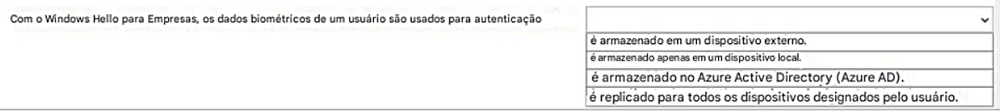 Com o Windows Hello para Empresas, os dados biométricos de um usuário são usados para autenticação
é armazenado em um dispositivo externo.
é armazenado apenas em um dispositivo local.
é armazenado no Azure Active Directory (Azure AD).
é replicado para todos os dispositivos designados pelo usuário.